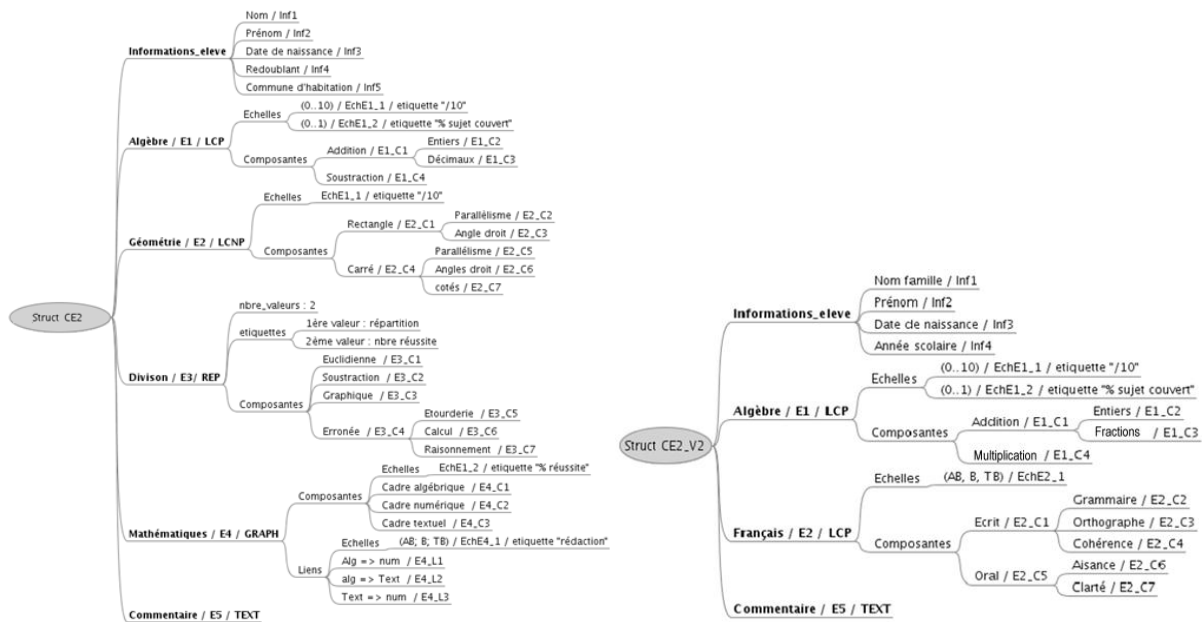 Struct CE2
Informations_eleve
Nom / Inf1
Prénom / Inf2
Date de naissance / Inf3
Redoublant / Inf4
Commune d'habitation / Inf5
Algèbre / E1 / LCP
Echelles
(0..10) / EchE1_1 / etiquette "/10"
(0..1) / EchE1_2 / etiquette "% sujet couvert"
Composantes
Addition / E1_C1
Entiers / E1_C2
Décimaux / E1_C3
Soustraction / E1_C4
Géométrie / E2 / LCNP
Echelles
EchE1_1 / etiquette "/10"
Composantes
Rectangle / E2_C1
Parallélisme / E2_C2
Angle droit / E2_C3
Carré / E2_C4
Parallélisme / E2_C5
Angles droit / E2_C6
cotés / E2_C7
Divison / E3/ REP
nbre_valeurs : 2
etiquettes
1ère valeur : répartition
2ème valeur : nbre réussite
Composantes
Euclidienne / E3_C1
Soustraction / E3_C2
Graphique / E3_C3
Erronée / E3_C4
Etourderie / E3_C5
Calcul / E3_C6
Raisonnement / E3_C7
Mathématiques / E4 / GRAPH
Composantes
Echelles
EchE1_2 / etiquette "% réussite"
Cadre algébrique / E4_C1
Cadre numérique / E4_C2
Cadre textuel / E4_C3
Liens
Echelles
(AB; B; TB) / EchE4_1 / etiquette "rédaction"
Alg => num / E4_L1
alg => Text / E4_L2
Text => num / E4_L3
Commentaire / E5 / TEXT
Struct CE2_V2
Informations_eleve
Nom famille / Inf1
Prénom / Inf2
Date de naissance / Inf3
Année scolaire / Inf4
Algèbre / E1 / LCP
Echelles
(0..10) / EchE1_1 / etiquette "/10"
(0..1) / EchE1_2 / etiquette "% sujet couvert"
Composantes
Addition / E1_C1
Entiers / E1_C2
Fractions / E1_C3
Multiplication / E1_C4
Français / E2 / LCP
Echelles
(AB, B, TB) / EchE2_1
Composantes
Ecrit / E2_C1
Grammaire / E2_C2
Orthographe / E2_C3
Cohérence / E2_C4
Oral / E2_C5
Aisance / E2_C6
Clarté / E2_C7
Commentaire / E5 / TEXT